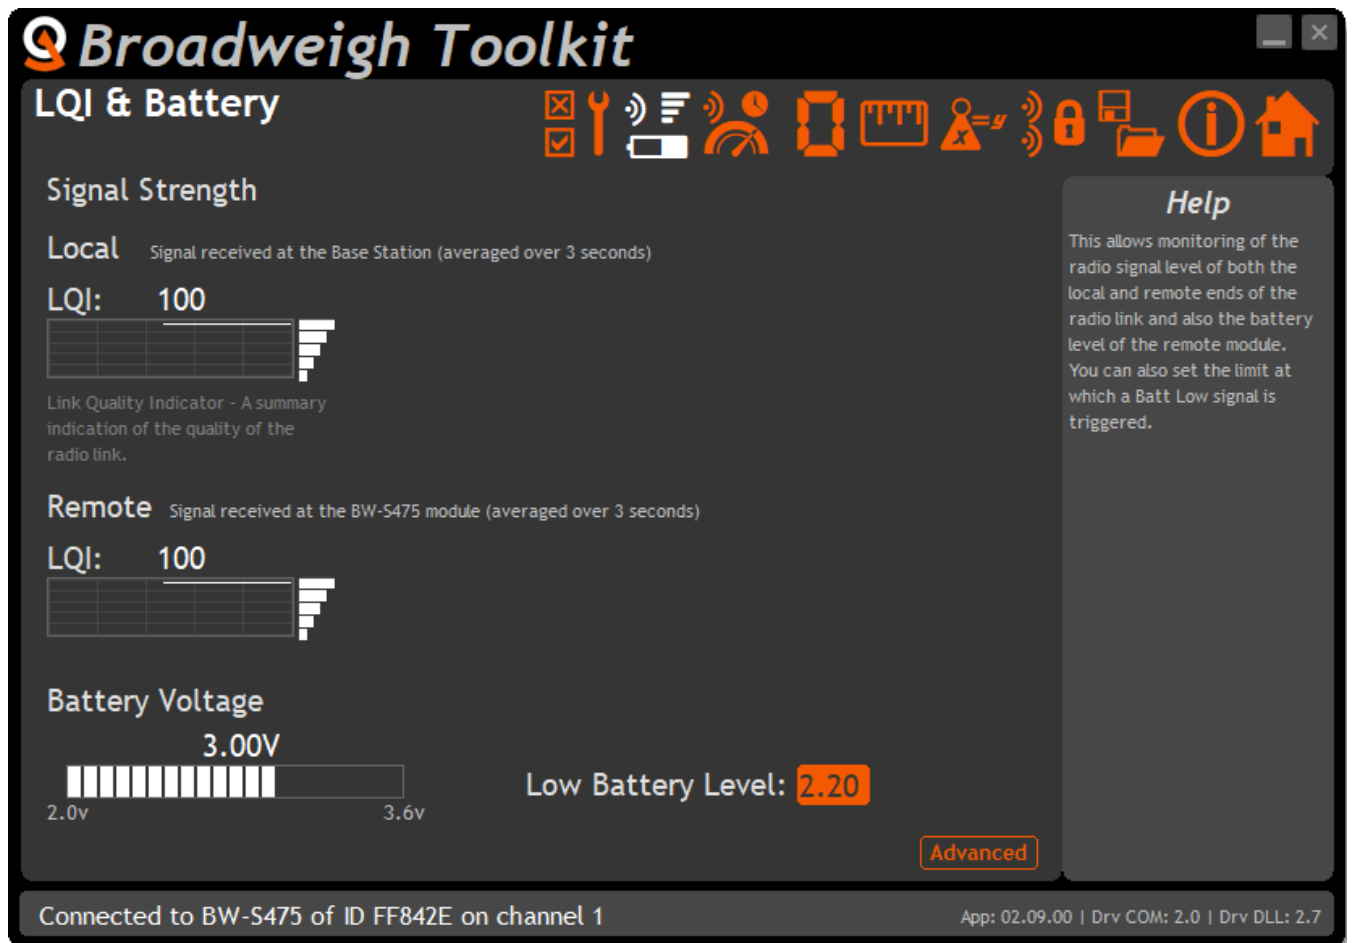 Broadweigh Toolkit
LQI & Battery
Signal Strength
Local Signal received at the Base Station (averaged over 3 seconds)
LQI: 100
Link Quality Indicator - A summary
indication of the quality of the
radio link.
Remote Signal received at the BW-S475 module (averaged over 3 seconds)
LQI: 100
Battery Voltage
3.00V
2.0v 3.6v
Low Battery Level: 2.20
Advanced
Help
This allows monitoring of the
radio signal level of both the
local and remote ends of the
radio link and also the battery
level of the remote module.
You can also set the limit at
which a Batt Low signal is
triggered.
Connected to BW-S475 of ID FF842E on channel 1
App: 02.09.00 | Drv COM: 2.0 | Drv DLL: 2.7